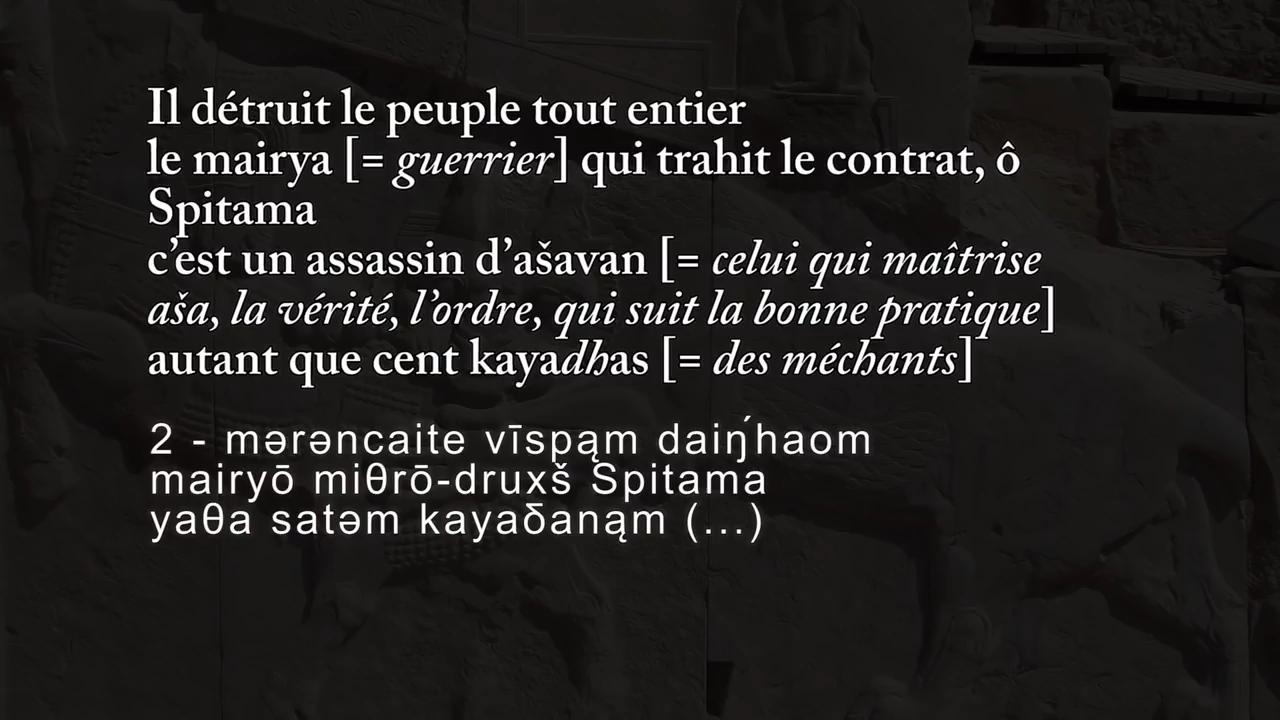 Il détruit le peuple tout entier
le mairya [= guerrier] qui trahit le contrat, ô
Spitama
c’est un assassin d’ašavan [= celui qui maîtrise
aša, la vérité, l’ordre, qui suit la bonne pratique]
autant que cent kayadhas [= des méchants]
2 - mərəncaite vīspąm daiŋ́haom
mairyō miθrō-druxš Spitama
yaθa satəm kayaδanąm (...)